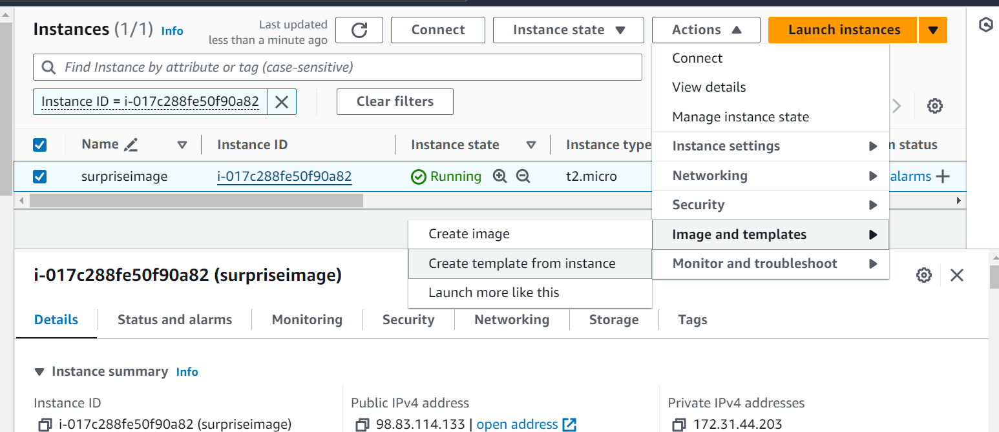 Instances (1/1) Info
Last updated
less than a minute ago
Connect
Instance state
Actions
Launch instances
Find Instance by attribute or tag (case-sensitive)
Instance ID = i-017c288fe50f90a82
Clear filters
Connect
View details
Manage instance state
Instance settings
Networking
Security
Image and templates
Monitor and troubleshoot
Name
Instance ID
Instance state
Instance type
status
surpriseimage
i-017c288fe50f90a82
Running
t2.micro
alarms
Create image
Create template from instance
Launch more like this
i-017c288fe50f90a82 (surpriseimage)
Details
Status and alarms
Monitoring
Security
Networking
Storage
Tags
Instance summary Info
Instance ID
i-017c288fe50f90a82 (surpriseimage)
Public IPv4 address
98.83.114.133 | open address
Private IPv4 addresses
172.31.44.203